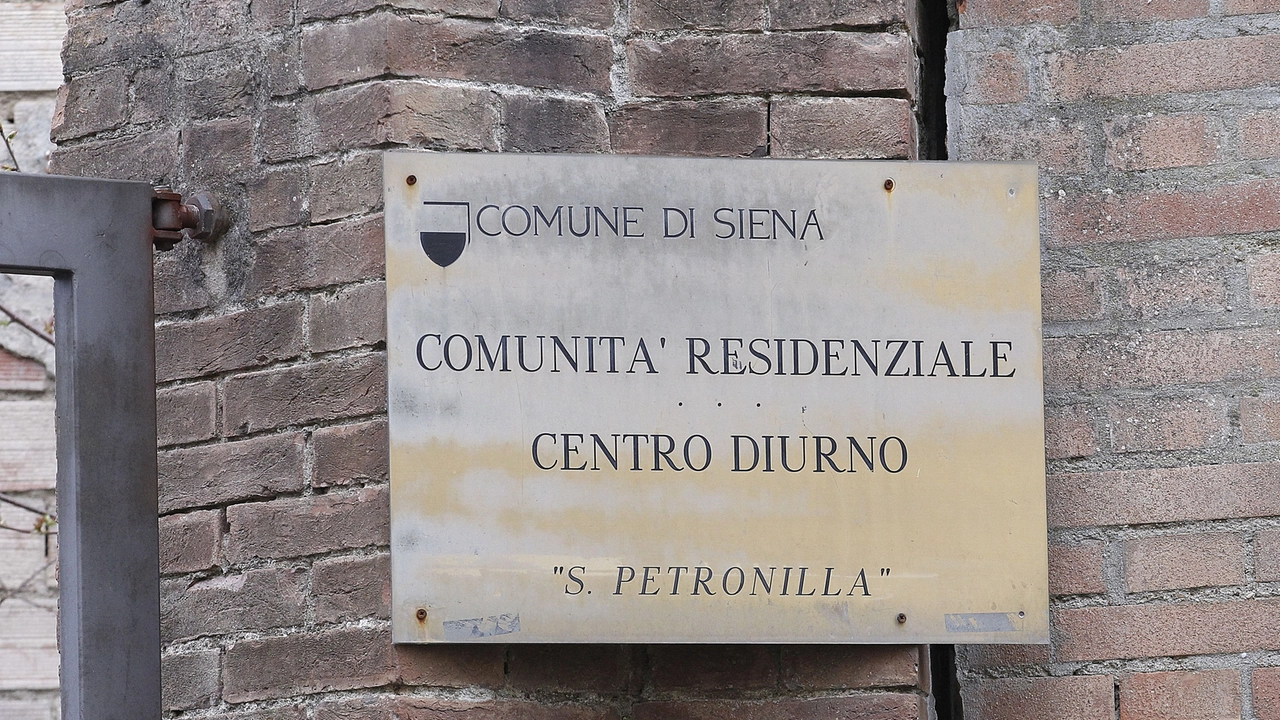 COMUNE DI SIENA
COMUNITA' RESIDENZIALE
. . .
CENTRO DIURNO
"S. PETRONILLA"